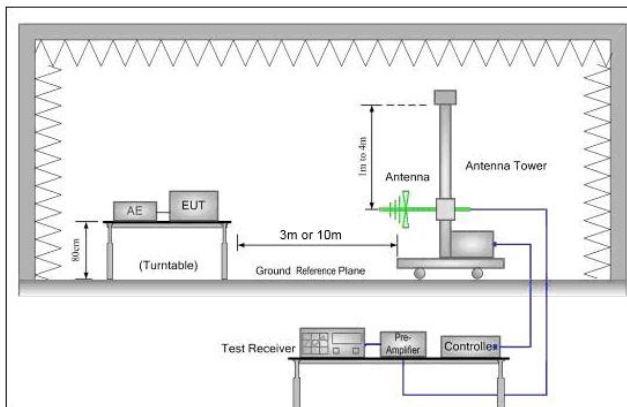 1m to 4m
Antenna
Antenna Tower
AE
EUT
3m or 10m
80cm
(Turntable)
Ground Reference Plane
Test Receiver
Pre-
Amplifier
Controller